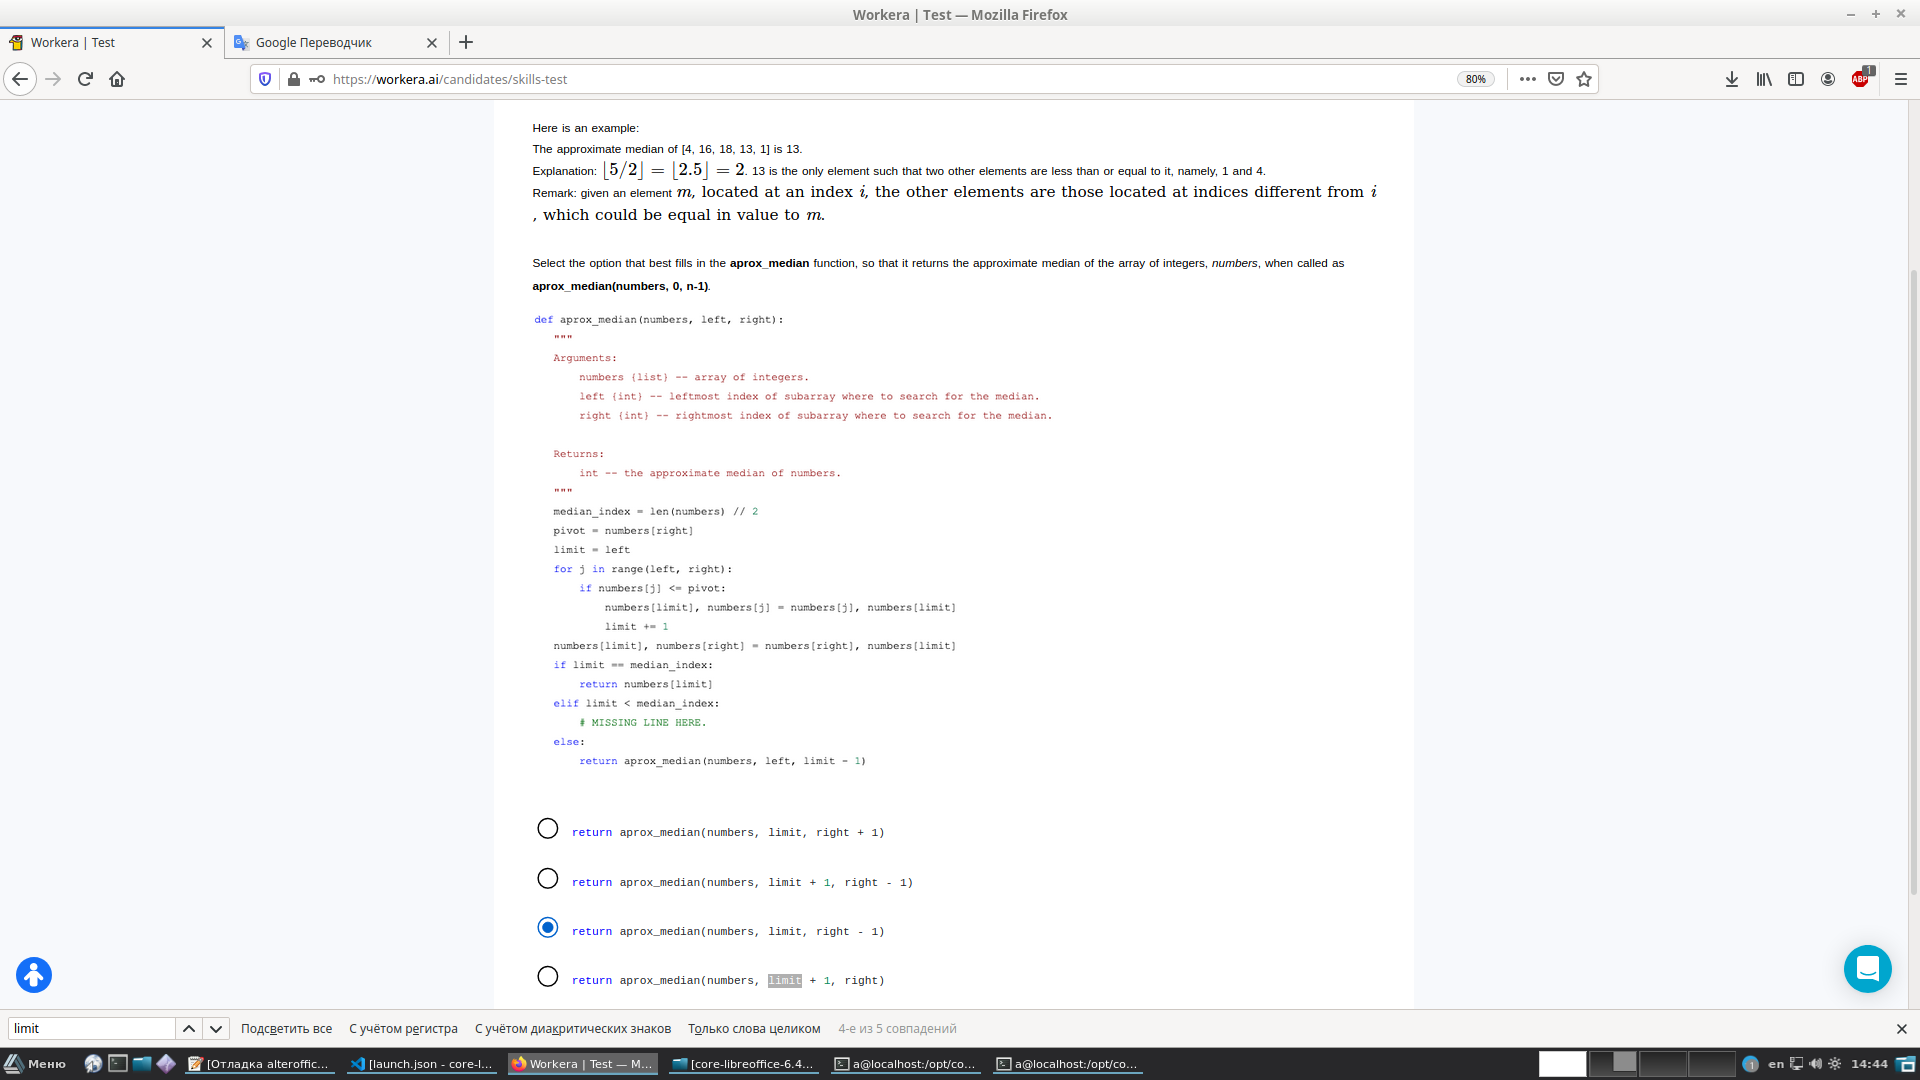 Workera | Test — Mozilla Firefox
Workera | Test
Google Переводчик
https://workera.ai/candidates/skills-test
80%
ABP
1
Here is an example:
The approximate median of [4, 16, 18, 13, 1] is 13.
Explanation: ⌊5/2⌋ = ⌊2.5⌋ = 2. 13 is the only element such that two other elements are less than or equal to it, namely, 1 and 4.
Remark: given an element m, located at an index i, the other elements are those located at indices different from i
, which could be equal in value to m.
Select the option that best fills in the aprox_median function, so that it returns the approximate median of the array of integers, numbers, when called as
aprox_median(numbers, 0, n-1).
def aprox_median(numbers, left, right):
"""
Arguments:
numbers {list} -- array of integers.
left {int} -- leftmost index of subarray where to search for the median.
right {int} -- rightmost index of subarray where to search for the median.
Returns:
int -- the approximate median of numbers.
"""
median_index = len(numbers) // 2
pivot = numbers[right]
limit = left
for j in range(left, right):
if numbers[j] <= pivot:
numbers[limit], numbers[j] = numbers[j], numbers[limit]
limit += 1
numbers[limit], numbers[right] = numbers[right], numbers[limit]
if limit == median_index:
return numbers[limit]
elif limit < median_index:
# MISSING LINE HERE.
else:
return aprox_median(numbers, left, limit - 1)
return aprox_median(numbers, limit, right + 1)
return aprox_median(numbers, limit + 1, right - 1)
return aprox_median(numbers, limit, right - 1)
return aprox_median(numbers, limit + 1, right)
limit
Подсветить все
С учётом регистра
С учётом диакритических знаков
Только слова целиком
4-е из 5 совпадений
Меню
[Отладка alteroffic...
[launch.json - core-l...
Workera | Test — M...
[core-libreoffice-6.4...
a@localhost:/opt/co...
a@localhost:/opt/co...
1
en
14:44